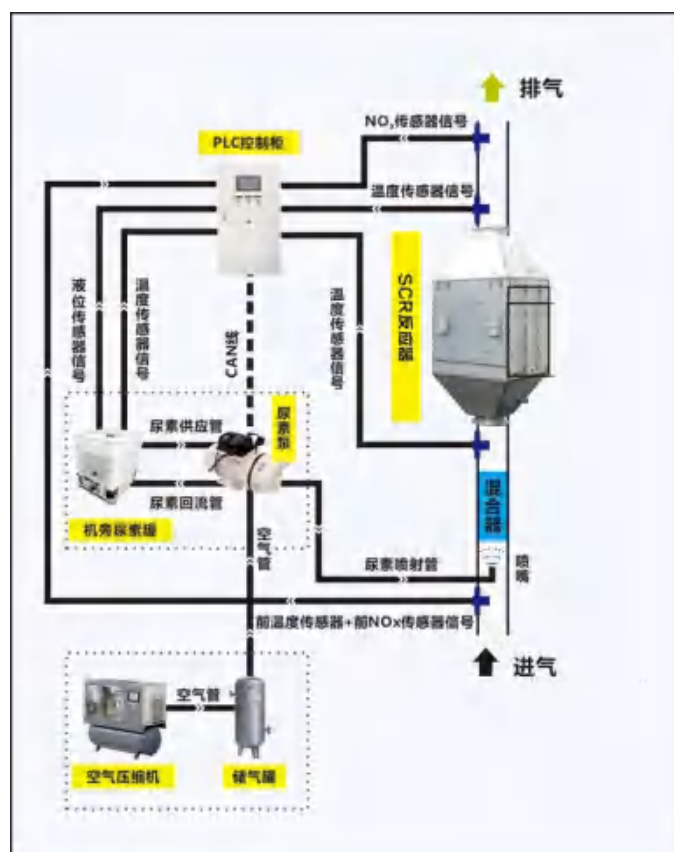 排气
NOx传感器信号
PLC控制柜
温度传感器信号
SCR反应器
液位传感器信号
温度传感器信号
CAN线
温度传感器信号
尿素供应管
尿素泵
尿素回流管
机旁尿素罐
空气管
混合器
尿素喷射管
喷嘴
前温度传感器+前NOx传感器信号
进气
空气管
空气压缩机
储气罐